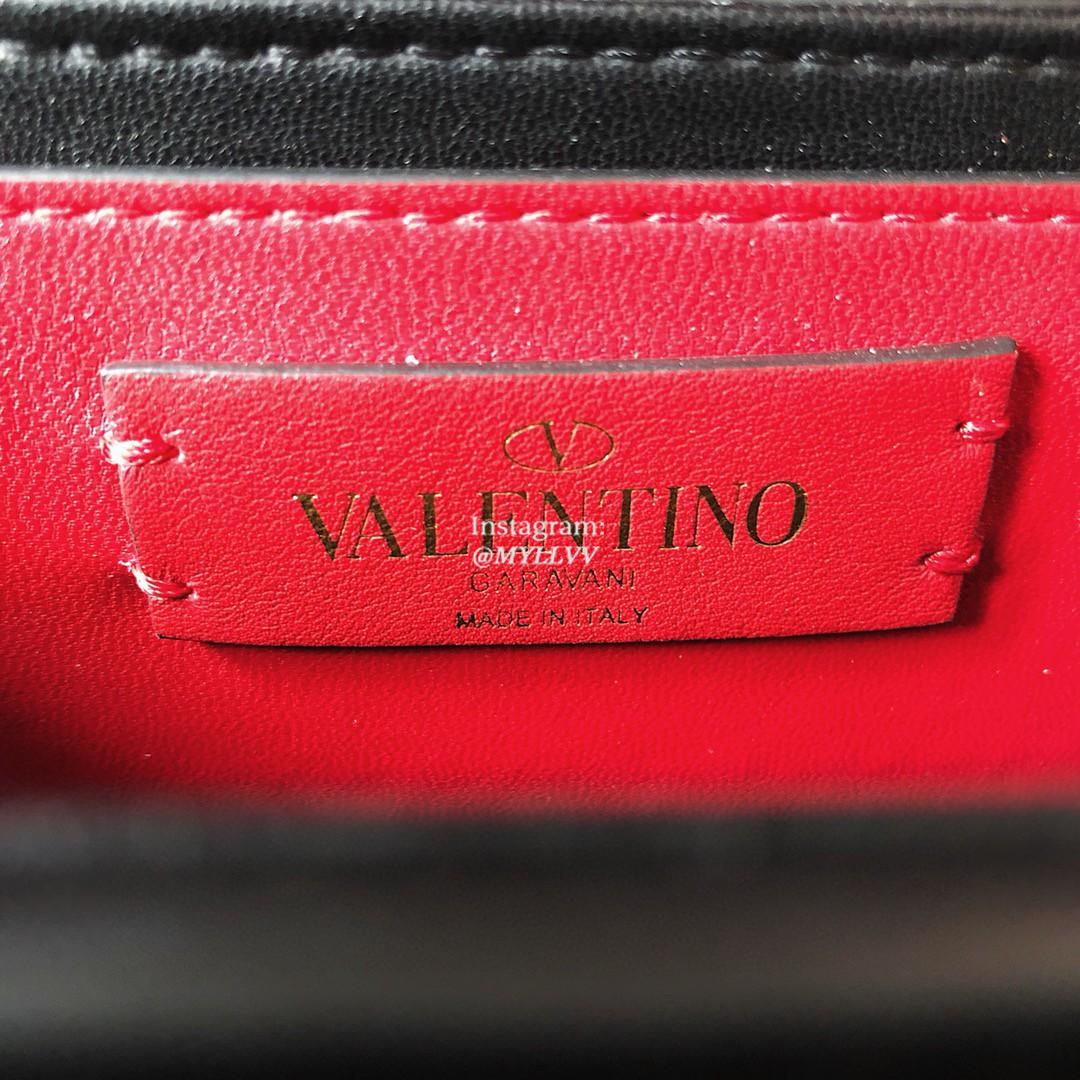 V
VALENTINO
Instagram:
@MYLLVV
GARAVANI
MADE IN ITALY